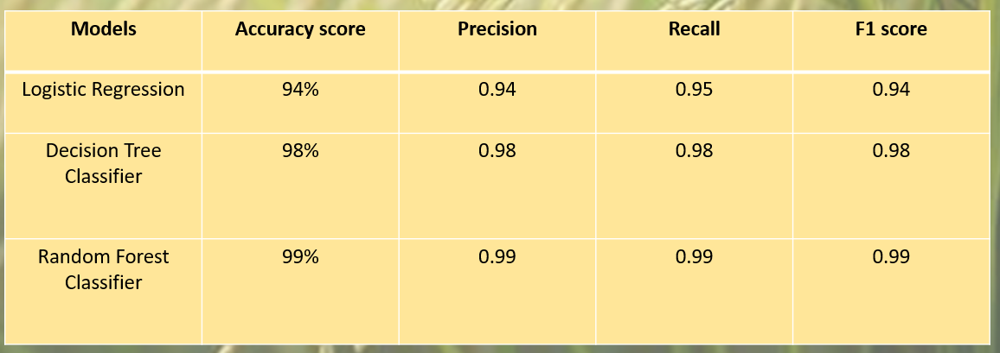 Models Accuracy score Precision Recall F1 score
Logistic Regression 94% 0.94 0.95 0.94
Decision Tree 98% 0.98 0.98 0.98
Classifier
Random Forest 99% 0.99 0.99 0.99
Classifier